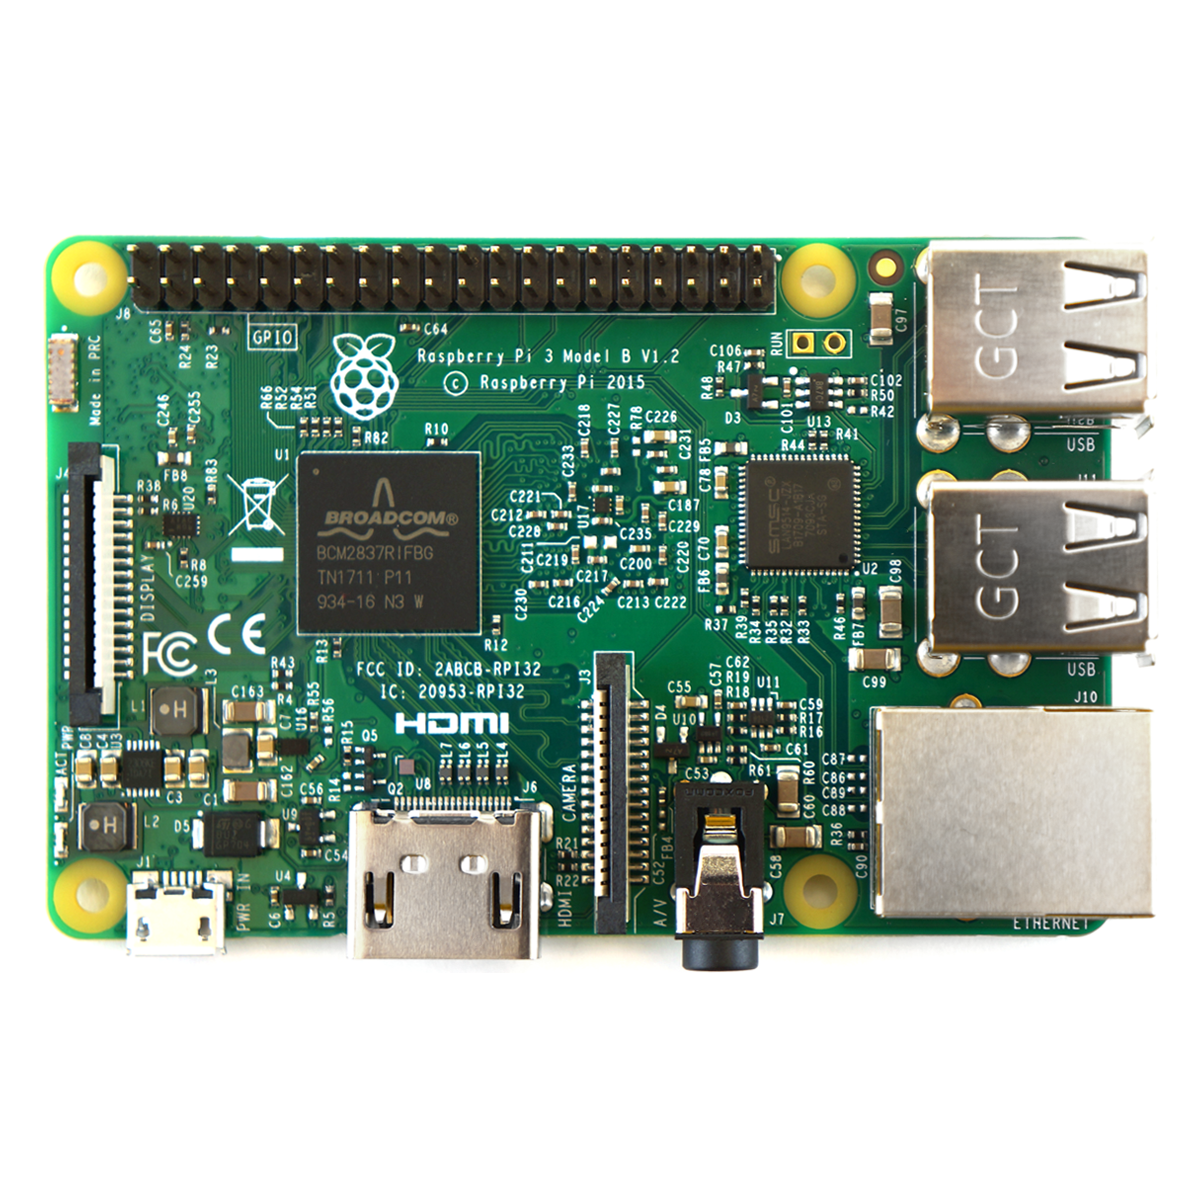 J8
C65
R24
R23
GPIO
C64
Raspberry Pi 3 Model B V1.2
© Raspberry Pi 2015
Made in PRC
C246
C255
R66
R52
R54
R51
R82
R10
U1
FB8
R83
J4
R38
R6
U20
R8
C259
DISPLAY
BROADCOM®
BCM2837RIFBG
TN1711 P11
934-16 N3 W
C218
C227
R78
C226
C231
C233
C221
C212
C228
U17
C187
C229
C235
C211
C219
C200
C220
C217
C230
C216
C224
C213
C222
C106
R47
R48
D3
RUN
C97
C101
C102
R50
R42
U13
R41
R44
FB5
C78
C70
FB6
SMSC
LAN9514-JZX
U2
C98
R37
R39
R34
R35
R32
R33
R46
FB7
C99
GCT
USB
GCT
USB
J10
ETHERNET
FC
CE
R13
R12
FCC ID: 2ABCB-RPI32
IC: 20953-RPI32
HDMI
R43
R4
L3
C163
R55
R56
C7
U16
C162
L1
H
PWR
ACT
C8
C4
U3
C3
C1
H
L2
D5
R15
Q5
R14
C56
U9
C54
Q2
U8
L7
L6
L5
L4
J6
J1
PWR IN
U4
C6
R5
HDMI
R21
R22
CAMERA
J3
C55
D4
U10
C57
C62
R19
R18
U11
C59
R17
R16
C61
C53
R61
R60
C60
C58
FB4
C52
A/V
J7
C87
C86
C89
C88
R36
C90